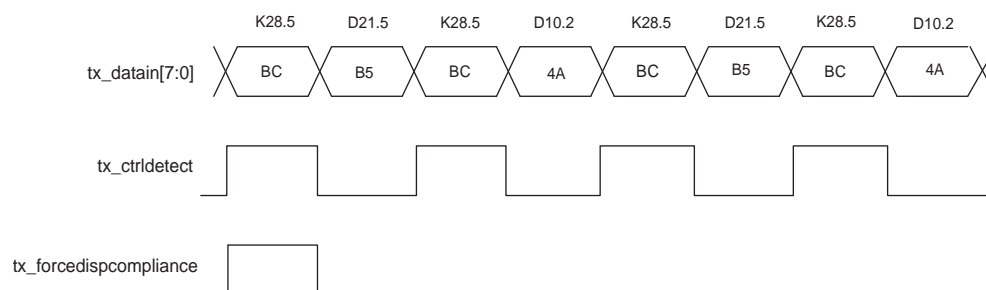 K28.5 D21.5 K28.5 D10.2 K28.5 D21.5 K28.5 D10.2
tx_datain[7:0] BC B5 BC 4A BC B5 BC 4A
tx_ctrldetect
tx_forcedispcompliance